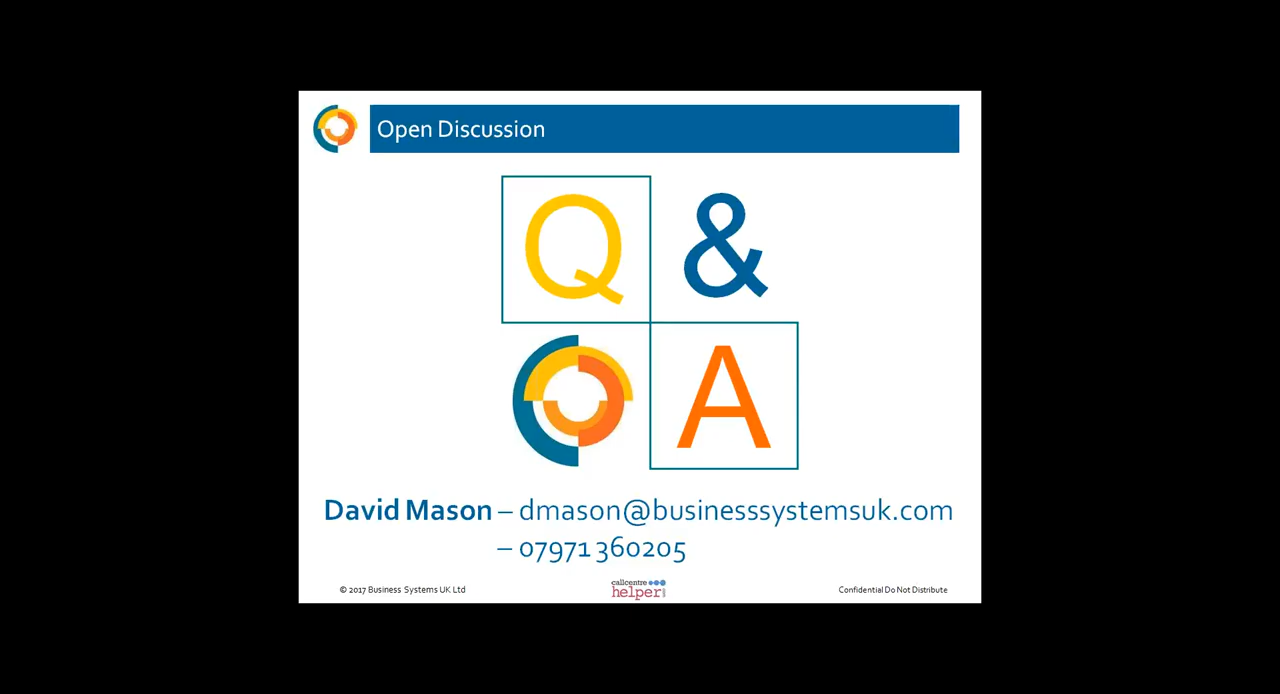 Open Discussion
Q &
A
David Mason – dmason@businesssystemsuk.com
– 07971 360205
© 2017 Business Systems UK Ltd
callcentre
helper
Confidential Do Not Distribute